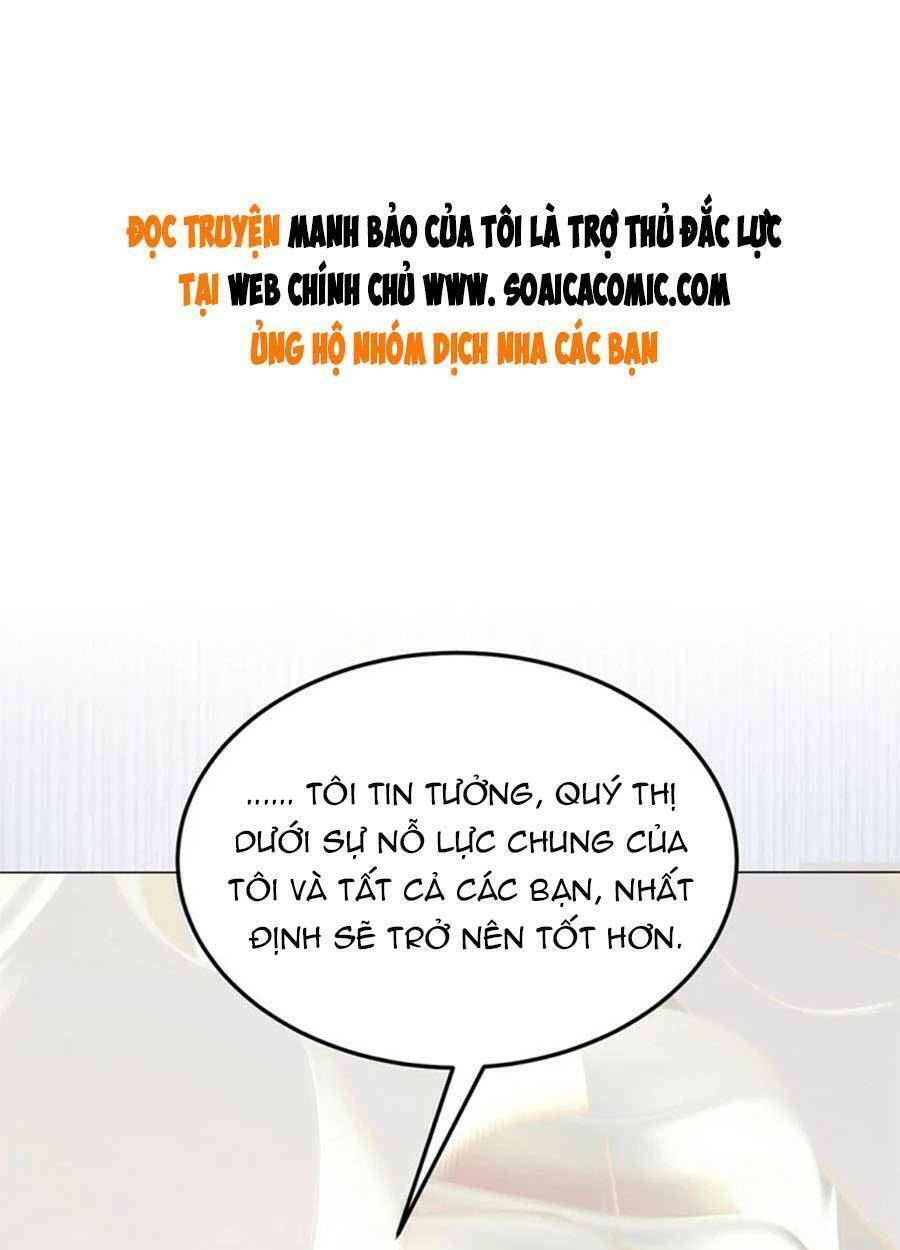 ĐỌC TRUYỆN MANH BẢO CỦA TÔI LÀ TRỢ THỦ ĐẮC LỰC
TẠI WEB CHÍNH CHỦ WWW. SOAICACOMIC.COM
ỦNG HỘ NHÓM DỊCH NHA CÁC BẠN
...... TÔI TIN TƯỞNG, QUÝ THỊ
DƯỚI SỰ NỖ LỰC CHUNG CỦA
TÔI VÀ TẤT CẢ CÁC BẠN, NHẤT
ĐỊNH SẼ TRỞ NÊN TỐT HƠN.